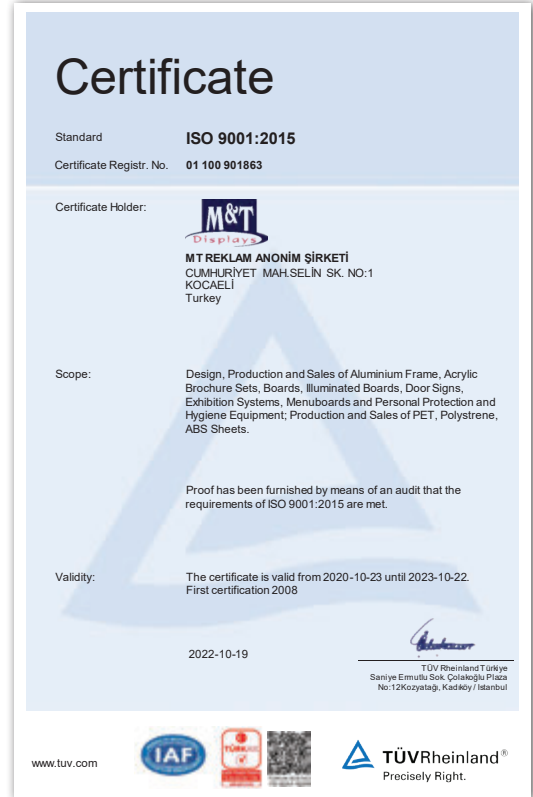 Certificate
Standard ISO 9001:2015
Certificate Registr. No. 01 100 901863
Certificate Holder:
M&T
Displays
MT REKLAM ANONİM ŞİRKETİ
CUMHURİYET MAH.SELİN SK. NO:1
KOCAELİ
Turkey
Scope: Design, Production and Sales of Aluminium Frame, Acrylic
Brochure Sets, Boards, Illuminated Boards, Door Signs,
Exhibition Systems, Menuboards and Personal Protection and
Hygiene Equipment; Production and Sales of PET, Polystrene,
ABS Sheets.
Proof has been furnished by means of an audit that the
requirements of ISO 9001:2015 are met.
Validity: The certificate is valid from 2020-10-23 until 2023-10-22.
First certification 2008
2022-10-19
TÜV Rheinland Türkiye
Saniye Ermutlu Sok. Çolakoğlu Plaza
No:12Kozyatağı, Kadıköy / Istanbul
www.tuv.com
IAF
TÜRKAK
TÜVRheinland®
Precisely Right.